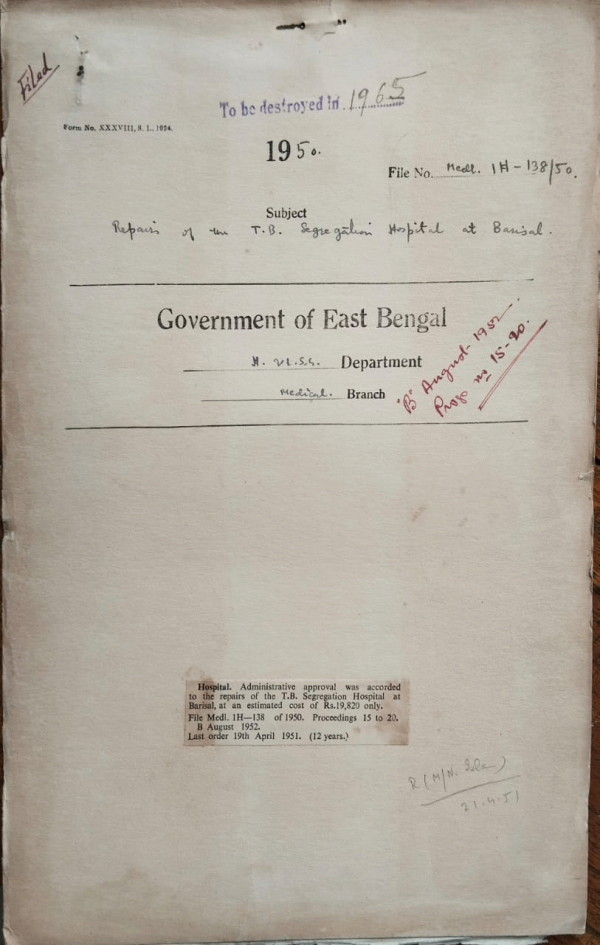 Filed
To be destroyed in 1965
Form No. XXXVIII, S. I., 1924.
1950.
File No. Medl. 1H-138/50.
Subject
Repairs of the T.B. Segregation Hospital at Barisal.
Government of East Bengal
Department
Medical. Branch
"B" August-1952.
Progs no 15-20.
Hospital. Administrative approval was accorded
to the repairs of the T.B. Segregation Hospital at
Barisal, at an estimated cost of Rs.19,820 only.
File Medl. 1H—138 of 1950. Proceedings 15 to 20.
B August 1952.
Last order 19th April 1951. (12 years.)
21.4.51